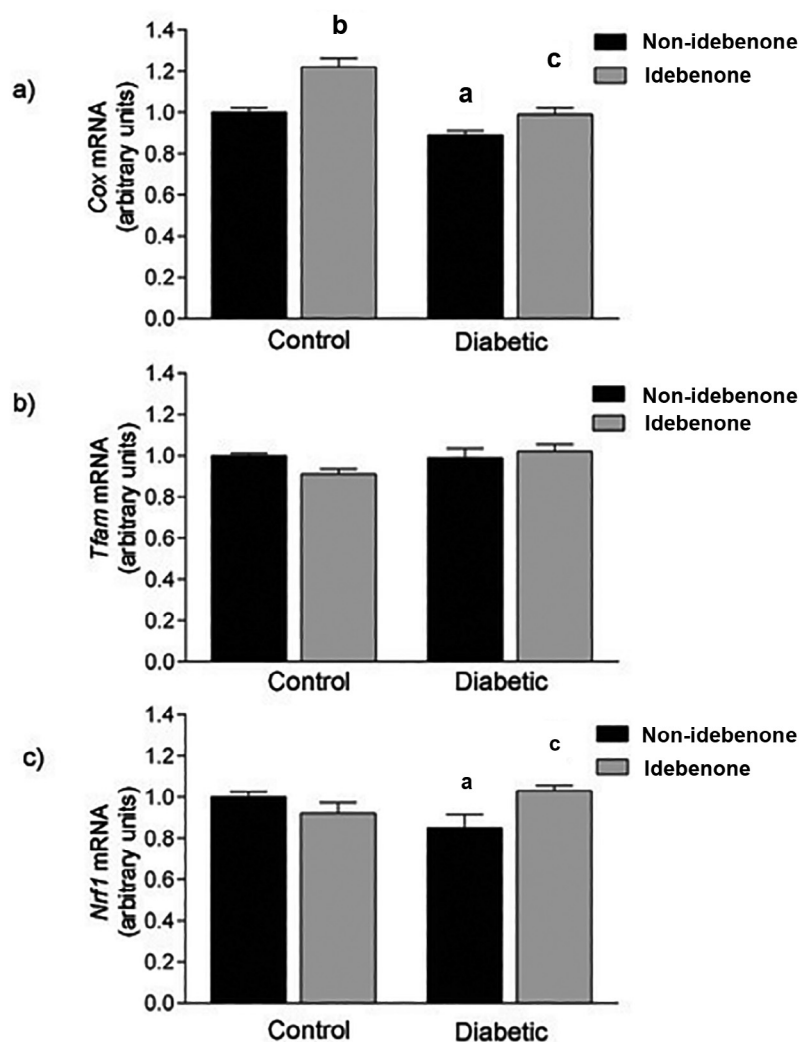 a)
Cox mRNA
(arbitrary units)
1.4
1.2
1.0
0.8
0.6
0.4
0.2
0.0
b
a
c
Non-idebenone
Idebenone
Control
Diabetic
b)
Tfam mRNA
(arbitrary units)
1.4
1.2
1.0
0.8
0.6
0.4
0.2
0.0
Non-idebenone
Idebenone
Control
Diabetic
c)
Nrf1 mRNA
(arbitrary units)
1.4
1.2
1.0
0.8
0.6
0.4
0.2
0.0
a
c
Non-idebenone
Idebenone
Control
Diabetic